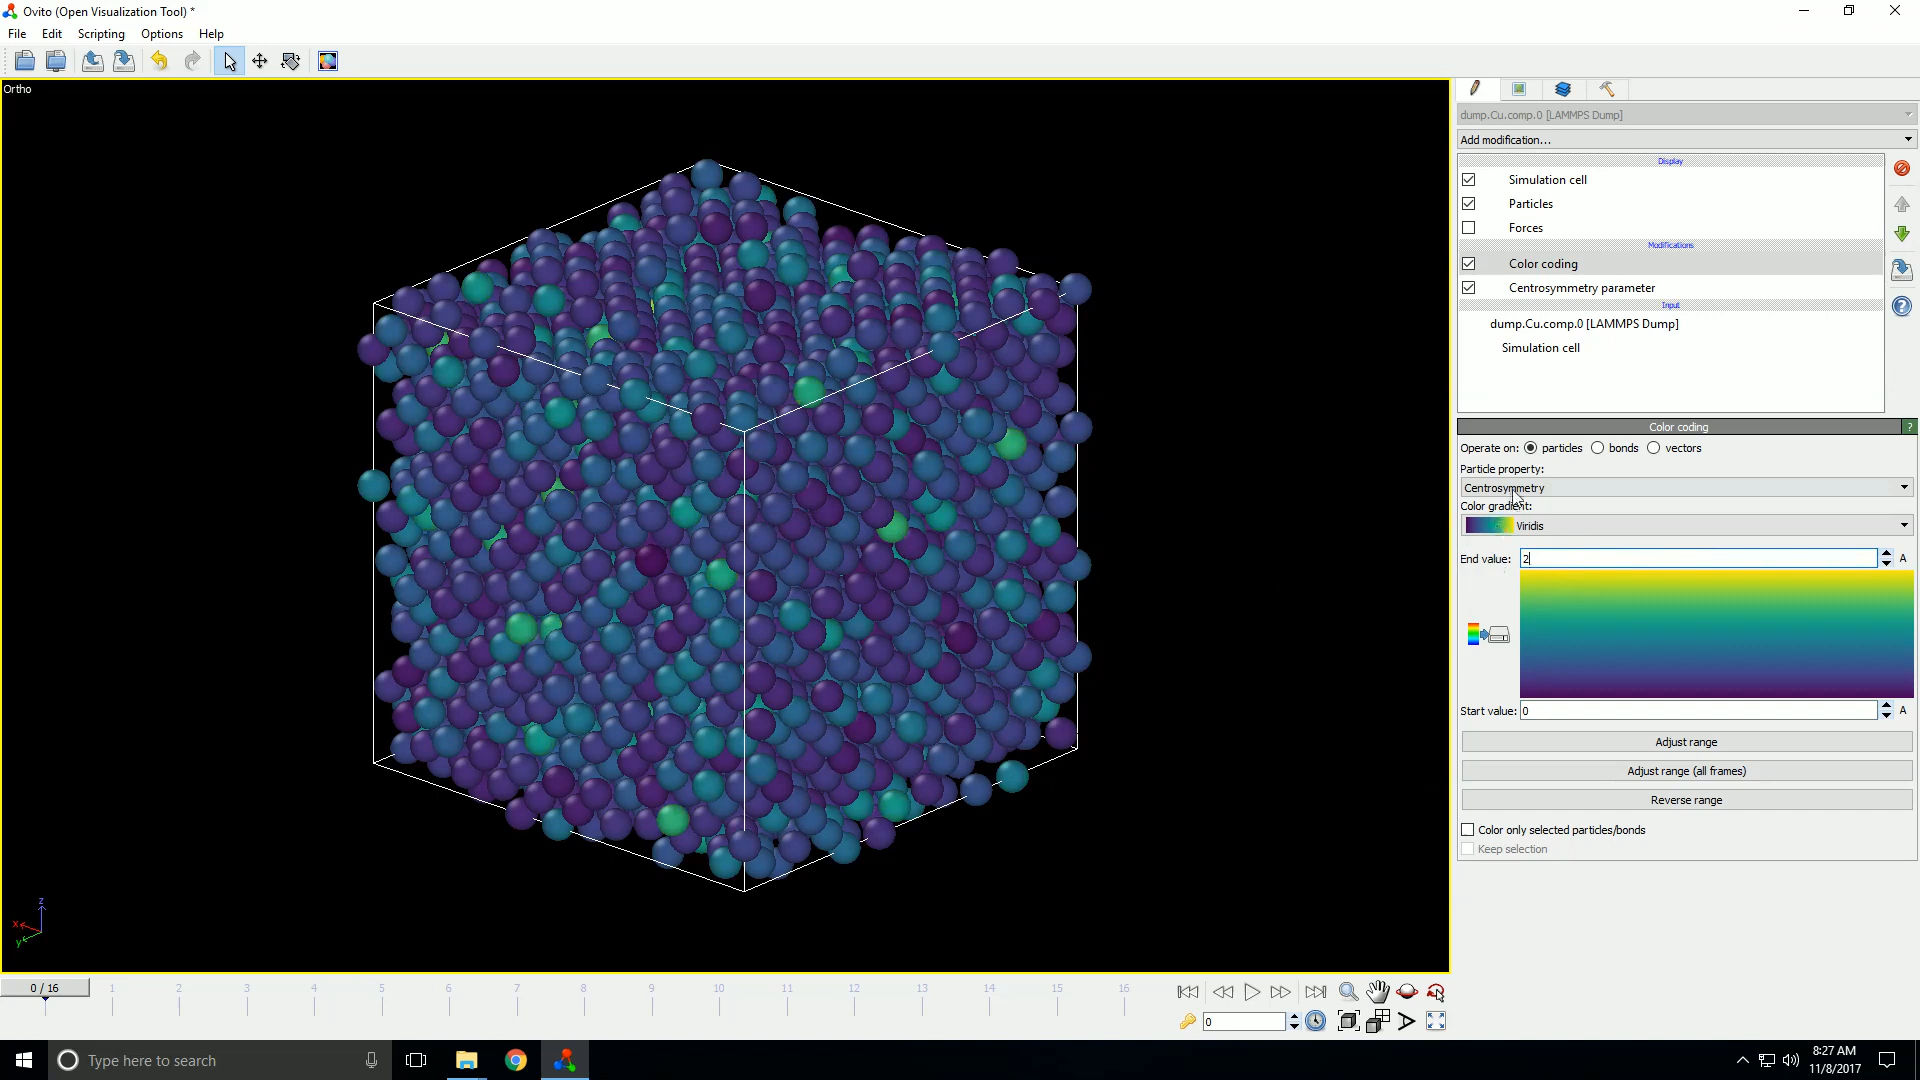 Ovito (Open Visualization Tool) *
File Edit Scripting Options Help
Ortho
dump.Cu.comp.0 [LAMMPS Dump]
Add modification...
Display
Simulation cell
Particles
Forces
Modifications
Color coding
Centrosymmetry parameter
Input
dump.Cu.comp.0 [LAMMPS Dump]
Simulation cell
Color coding ?
Operate on: particles bonds vectors
Particle property:
Centrosymmetry
Color gradient:
Viridis
End value: 2 A
Start value: 0 A
Adjust range
Adjust range (all frames)
Reverse range
Color only selected particles/bonds
Keep selection
z
x
y
0 / 16 1 2 3 4 5 6 7 8 9 10 11 12 13 14 15 16
0
Type here to search
8:27 AM
11/8/2017